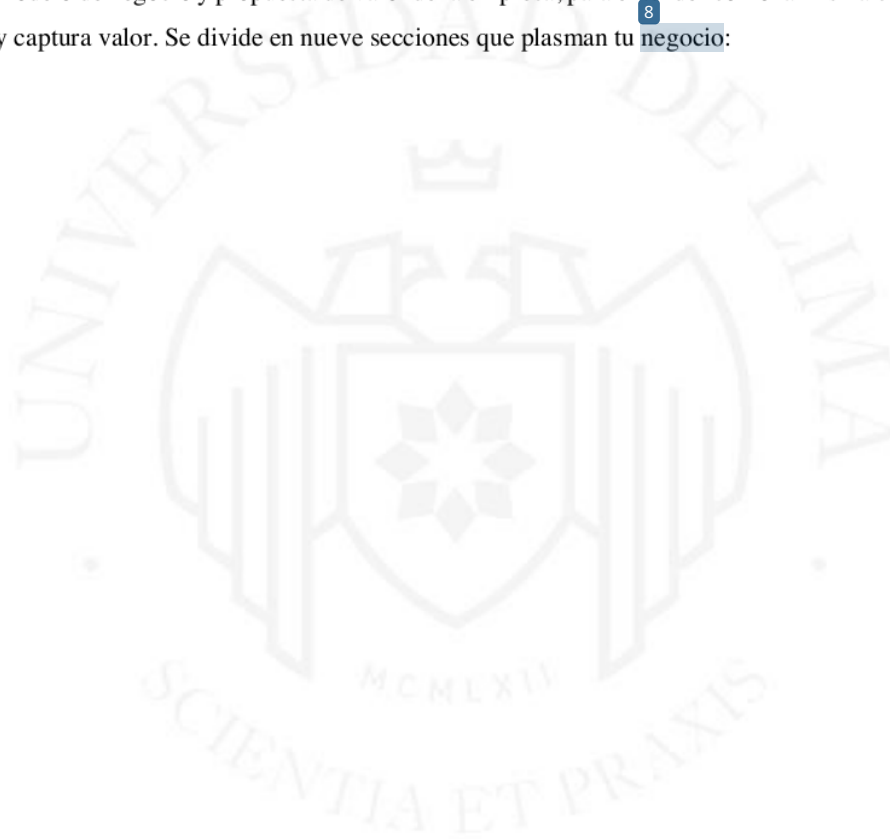 8
y captura valor. Se divide en nueve secciones que plasman tu negocio:
UNIVERSIDAD DE LIMA
MCMLXII
SCIENTIA ET PRAXIS